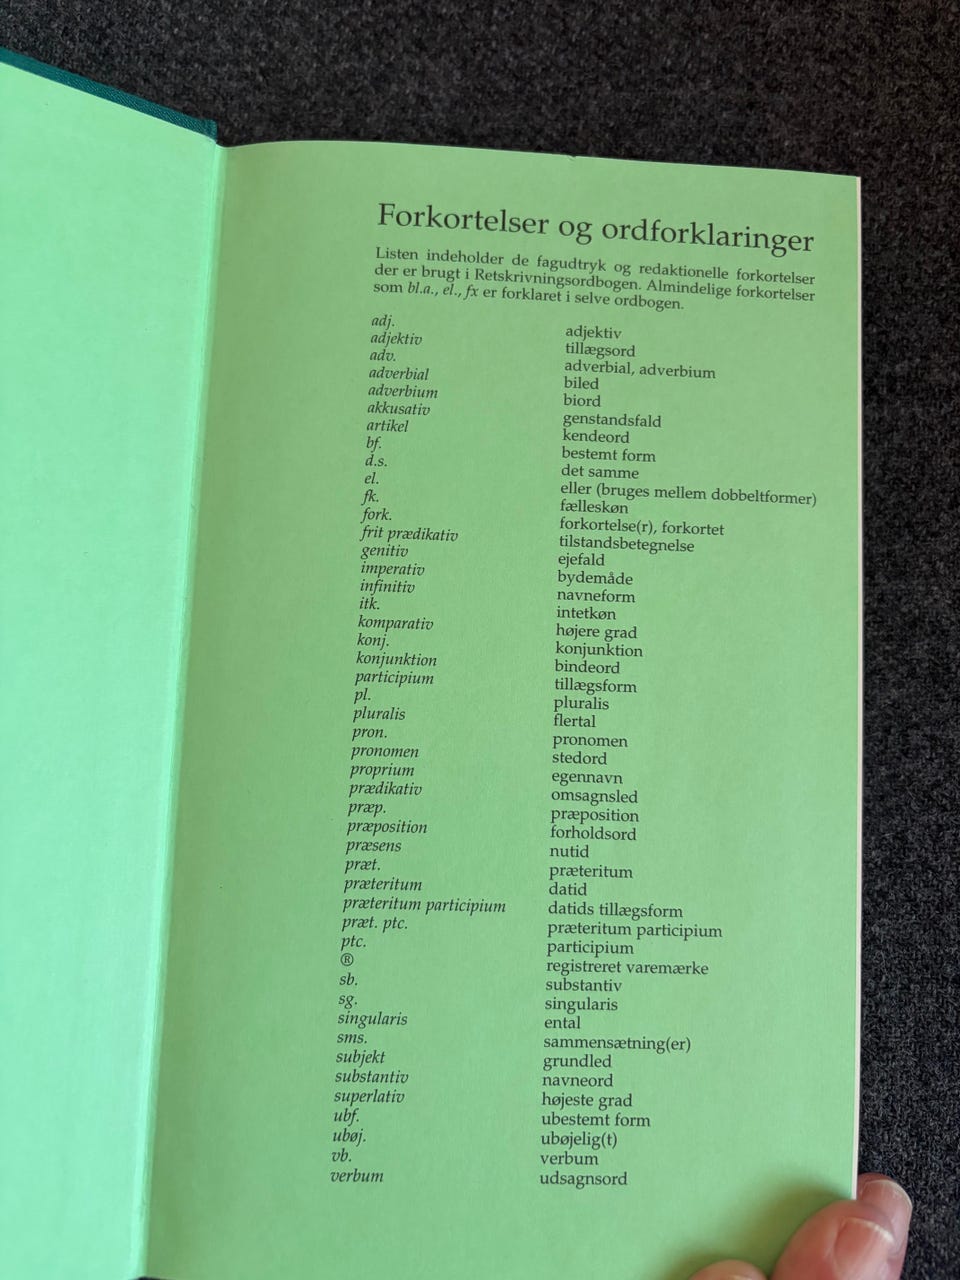 Forkortelser og ordforklaringer
Listen indeholder de fagudtryk og redaktionelle forkortelser
der er brugt i Retskrivningsordbogen. Almindelige forkortelser
som bl.a., el., fx er forklaret i selve ordbogen.
adj. adjektiv
adjektiv tillægsord
adv. adverbial, adverbium
adverbial biled
adverbium biord
akkusativ genstandsfald
artikel kendeord
bf. bestemt form
d.s. det samme
el. eller (bruges mellem dobbeltformer)
fk. fælleskøn
fork. forkortelse(r), forkortet
frit prædikativ tilstandsbetegnelse
genitiv ejefald
imperativ bydemåde
infinitiv navneform
itk. intetkøn
komparativ højere grad
konj. konjunktion
konjunktion bindeord
participium tillægsform
pl. pluralis
pluralis flertal
pron. pronomen
pronomen stedord
proprium egennavn
prædikativ omsagnsled
præp. præposition
præposition forholdsord
præsens nutid
præt. præteritum
præteritum datid
præteritum participium datids tillægsform
præt. ptc. præteritum participium
ptc. participium
® registreret varemærke
sb. substantiv
sg. singularis
singularis ental
sms. sammensætning(er)
subjekt grundled
substantiv navneord
superlativ højeste grad
ubf. ubestemt form
ubøj. ubøjelig(t)
vb. verbum
verbum udsagnsord